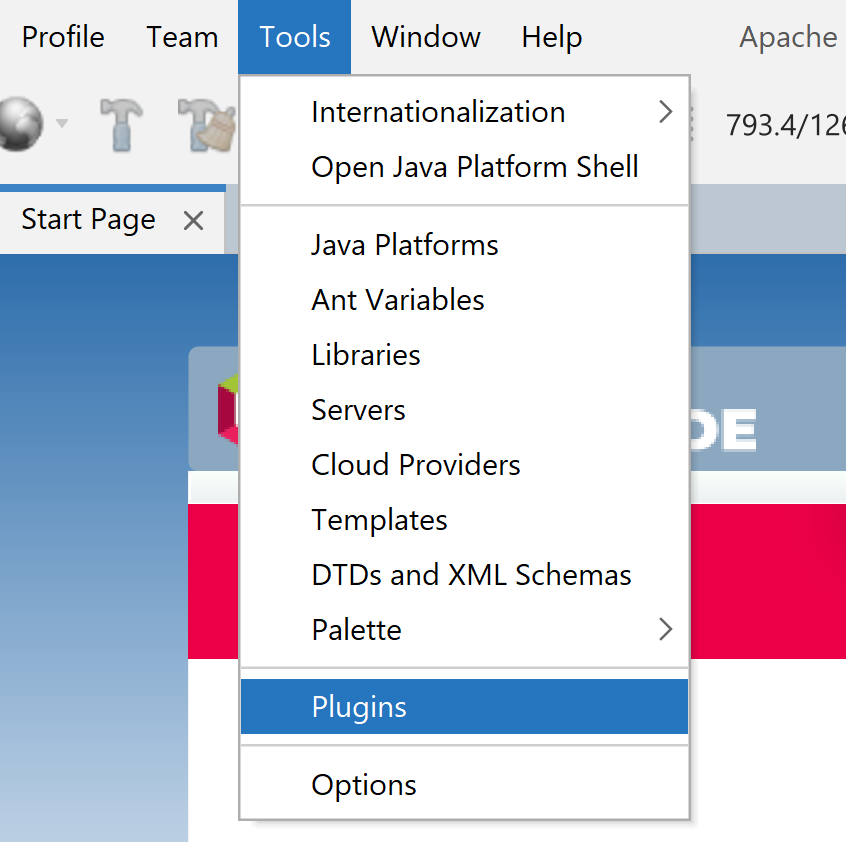 Profile Team Tools Window Help Apache
793.4/126
Start Page
Internationalization
Open Java Platform Shell
Java Platforms
Ant Variables
Libraries
Servers
Cloud Providers
Templates
DTDs and XML Schemas
Palette
Plugins
Options
DE